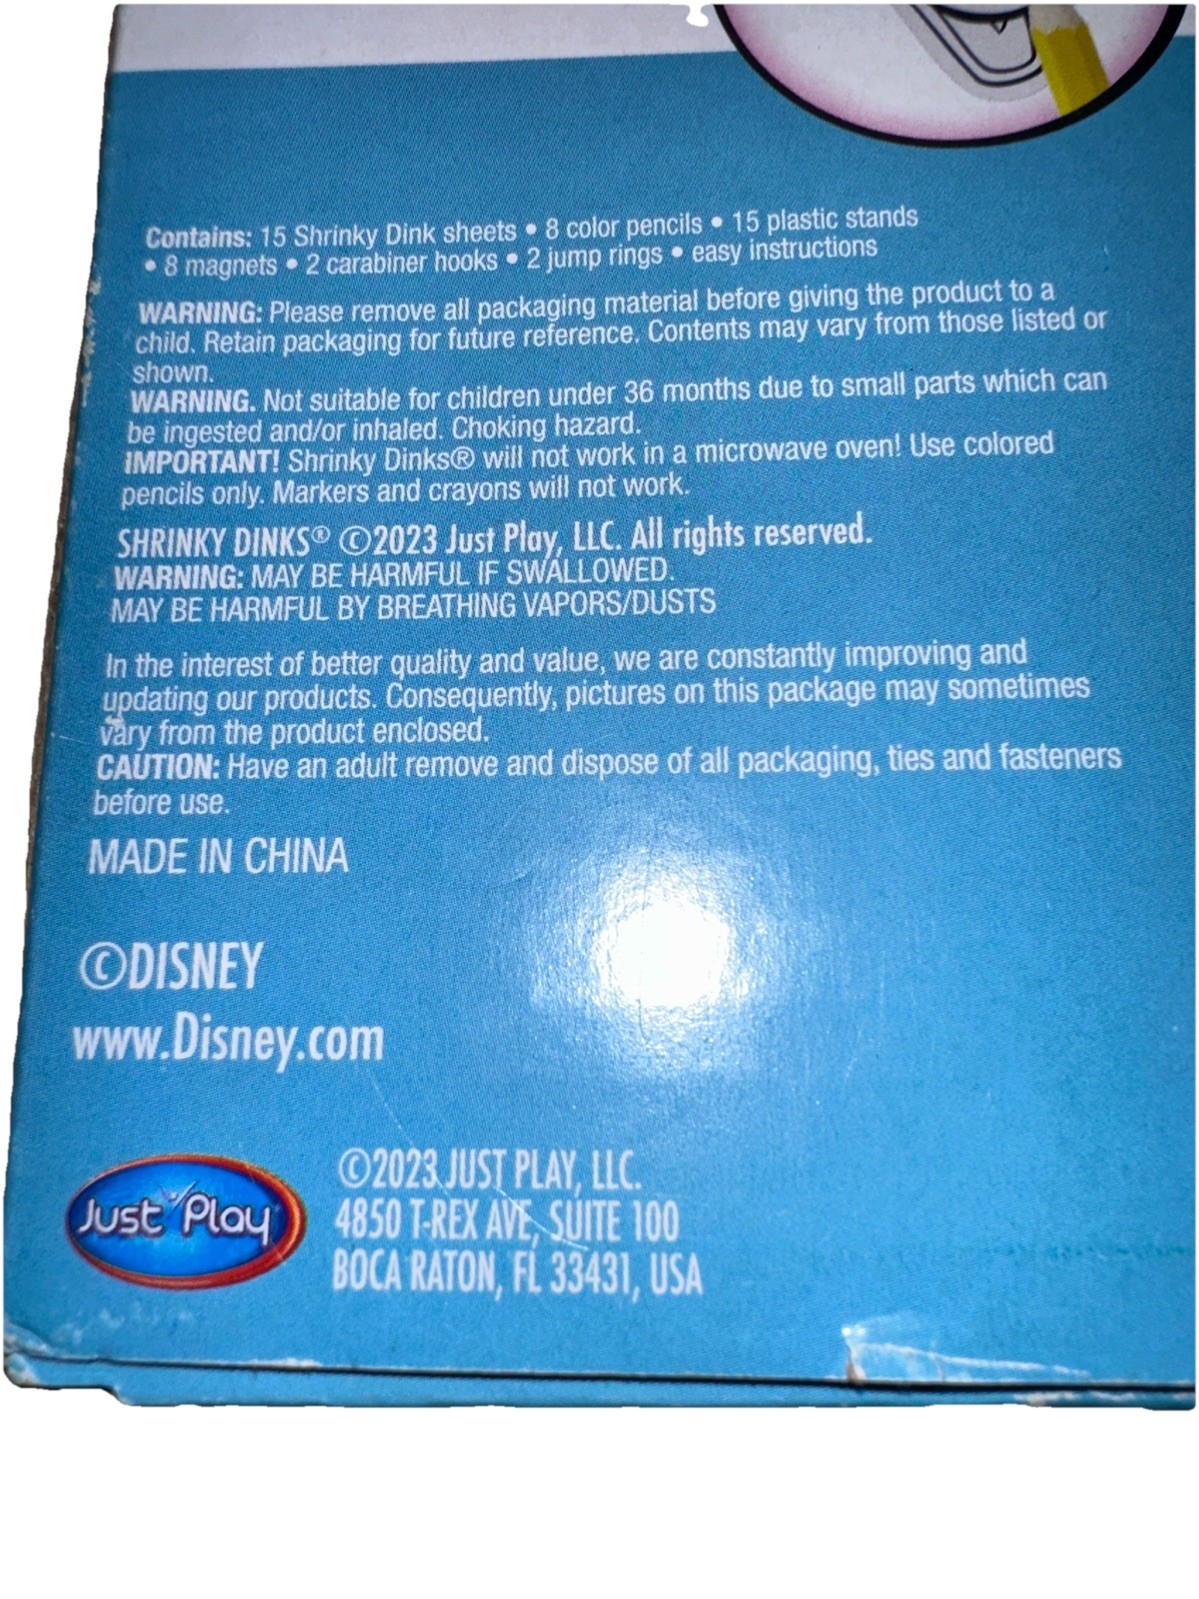 Contains: 15 Shrinky Dink sheets • 8 color pencils • 15 plastic stands
• 8 magnets • 2 carabiner hooks • 2 jump rings • easy instructions
WARNING: Please remove all packaging material before giving the product to a
child. Retain packaging for future reference. Contents may vary from those listed or
shown.
WARNING. Not suitable for children under 36 months due to small parts which can
be ingested and/or inhaled. Choking hazard.
IMPORTANT! Shrinky Dinks® will not work in a microwave oven! Use colored
pencils only. Markers and crayons will not work.
SHRINKY DINKS® ©2023 Just Play, LLC. All rights reserved.
WARNING: MAY BE HARMFUL IF SWALLOWED.
MAY BE HARMFUL BY BREATHING VAPORS/DUSTS
In the interest of better quality and value, we are constantly improving and
updating our products. Consequently, pictures on this package may sometimes
vary from the product enclosed.
CAUTION: Have an adult remove and dispose of all packaging, ties and fasteners
before use.
MADE IN CHINA
©DISNEY
www.Disney.com
Just Play
©2023 JUST PLAY, LLC.
4850 T-REX AVE, SUITE 100
BOCA RATON, FL 33431, USA